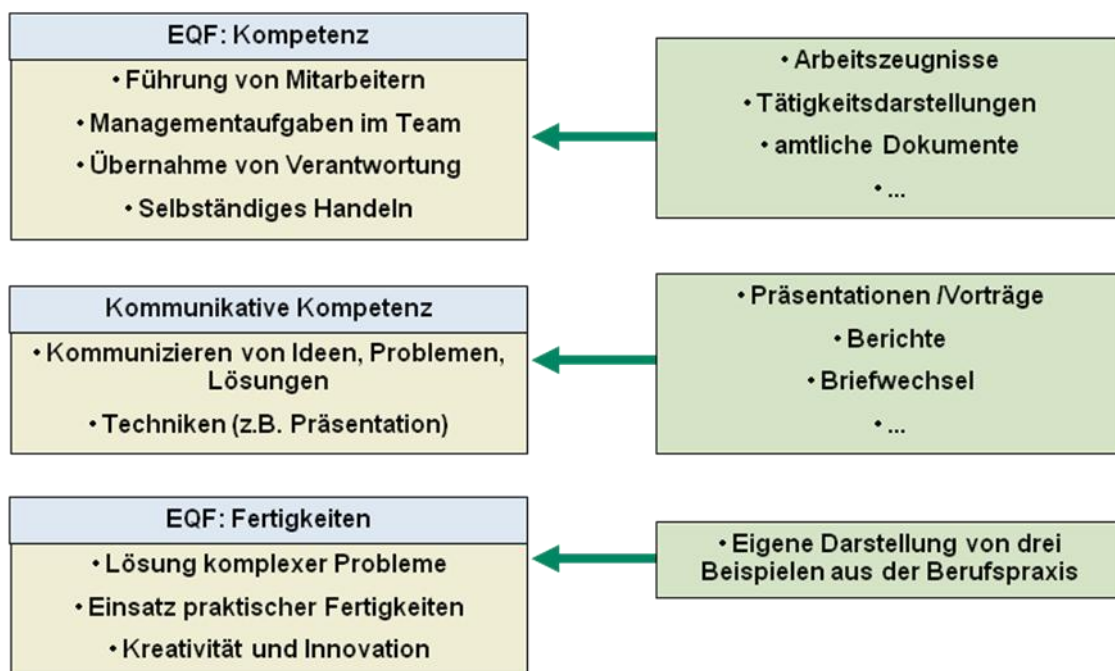 EQF: Kompetenz
• Führung von Mitarbeitern
• Managementaufgaben im Team
• Übernahme von Verantwortung
• Selbständiges Handeln
• Arbeitszeugnisse
• Tätigkeitsdarstellungen
• amtliche Dokumente
• ...
Kommunikative Kompetenz
• Kommunizieren von Ideen, Problemen,
Lösungen
• Techniken (z.B. Präsentation)
• Präsentationen /Vorträge
• Berichte
• Briefwechsel
• ...
EQF: Fertigkeiten
• Lösung komplexer Probleme
• Einsatz praktischer Fertigkeiten
• Kreativität und Innovation
• Eigene Darstellung von drei
Beispielen aus der Berufspraxis